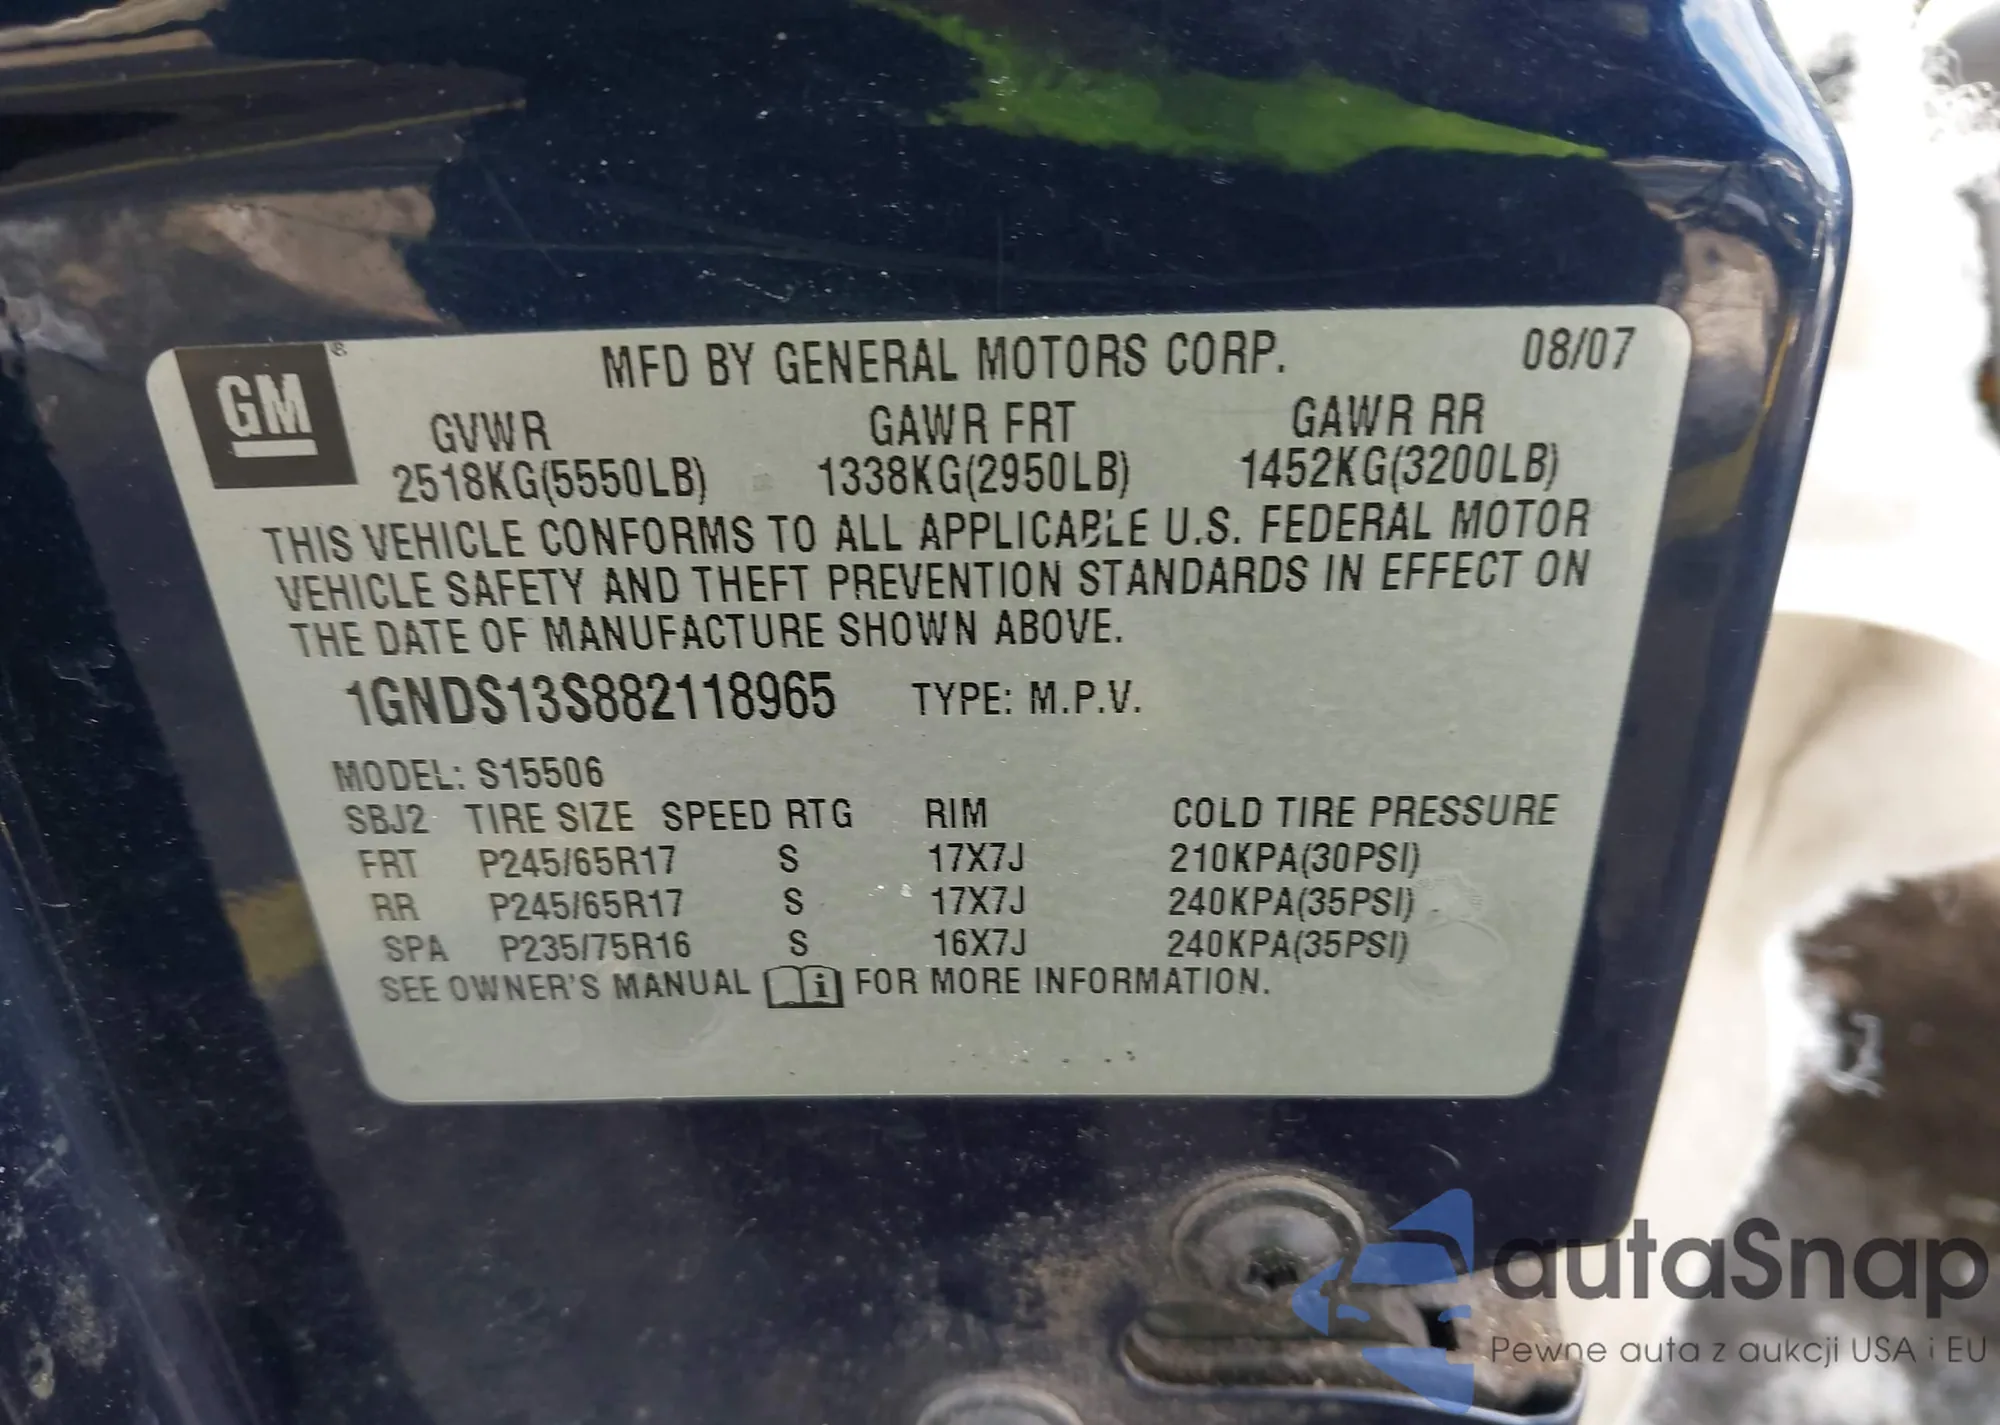 GM ® MFD BY GENERAL MOTORS CORP. 08/07
GVWR GAWR FRT GAWR RR
2518KG(5550LB) 1338KG(2950LB) 1452KG(3200LB)
THIS VEHICLE CONFORMS TO ALL APPLICABLE U.S. FEDERAL MOTOR
VEHICLE SAFETY AND THEFT PREVENTION STANDARDS IN EFFECT ON
THE DATE OF MANUFACTURE SHOWN ABOVE.
1GNDS13S882118965 TYPE: M.P.V.
MODEL: S15506
SBJ2 TIRE SIZE SPEED RTG RIM COLD TIRE PRESSURE
FRT P245/65R17 S 17X7J 210KPA(30PSI)
RR P245/65R17 S 17X7J 240KPA(35PSI)
SPA P235/75R16 S 16X7J 240KPA(35PSI)
SEE OWNER'S MANUAL i FOR MORE INFORMATION.
autaSnap
Pewne auta z aukcji USA i EU